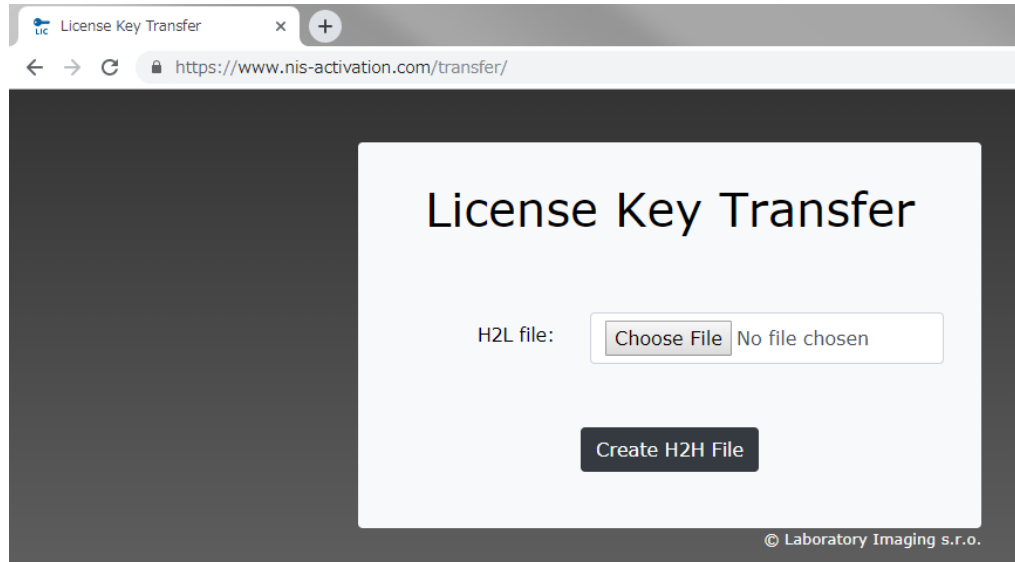 LIC License Key Transfer
https://www.nis-activation.com/transfer/
License Key Transfer
H2L file: Choose File No file chosen
Create H2H File
© Laboratory Imaging s.r.o.